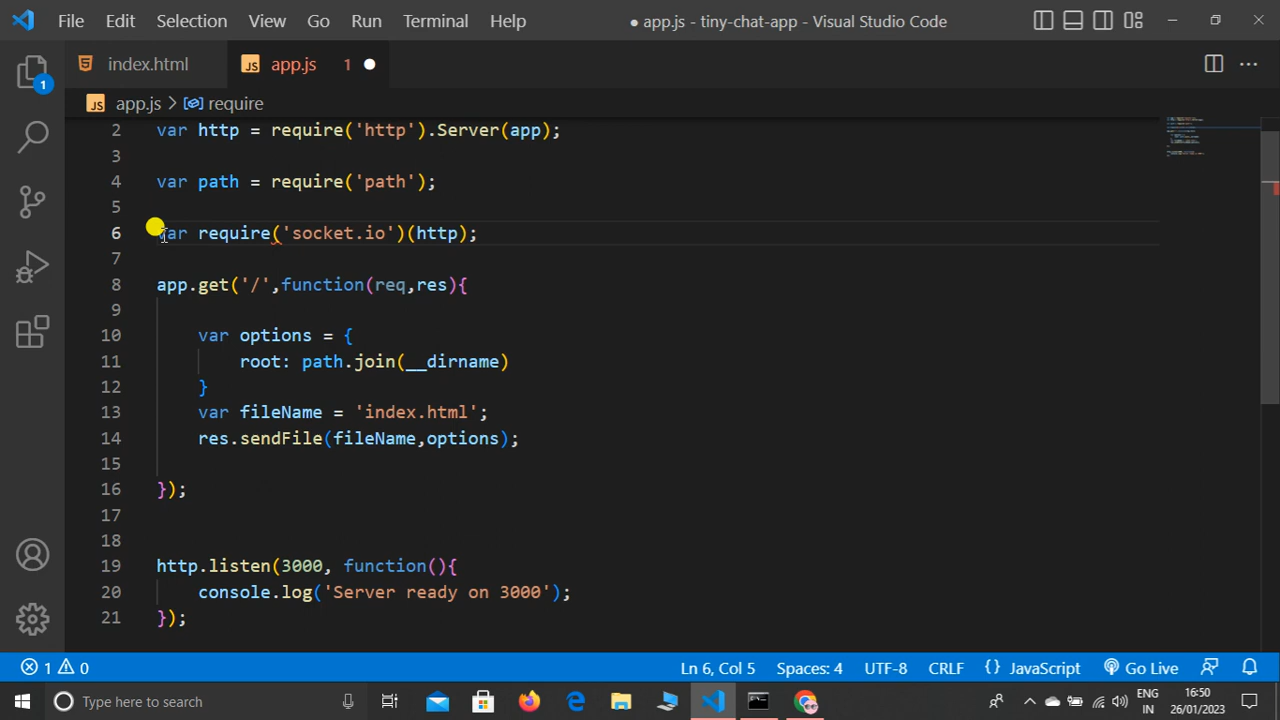 File Edit Selection View Go Run Terminal Help ● app.js - tiny-chat-app - Visual Studio Code
index.html JS app.js 1 ●
JS app.js > require
2 var http = require('http').Server(app);
3
4 var path = require('path');
5
6 var require('socket.io')(http);
7
8 app.get('/',function(req,res){
9
10 var options = {
11 root: path.join(__dirname)
12 }
13 var fileName = 'index.html';
14 res.sendFile(fileName,options);
15
16 });
17
18
19 http.listen(3000, function(){
20 console.log('Server ready on 3000');
21 });
1
1 0 Ln 6, Col 5 Spaces: 4 UTF-8 CRLF {} JavaScript Go Live
Type here to search
ENG IN
16:50
26/01/2023